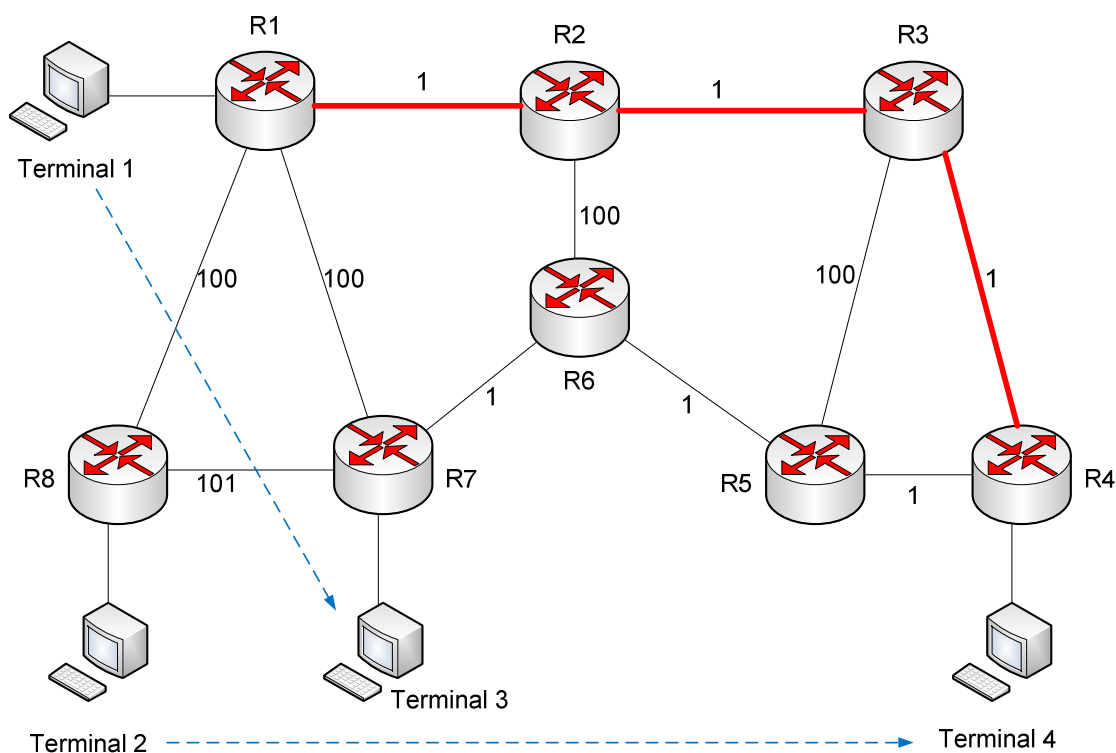 R1
R2
R3
1
1
Terminal 1
100
100
100
100
1
R6
1
1
R8
101
R7
R5
1
R4
Terminal 3
Terminal 2
Terminal 4